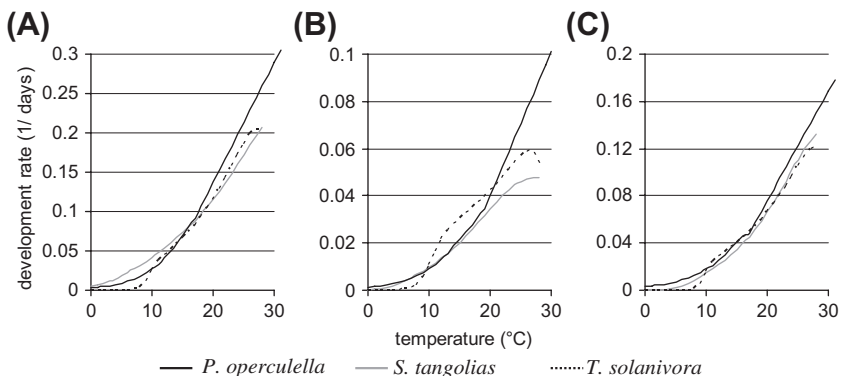 (A) (B) (C)
development rate (1/ days)
0.3
0.25
0.2
0.15
0.1
0.05
0
0 10 20 30
0.1
0.08
0.06
0.04
0.02
0
0 10 20 30
0.2
0.16
0.12
0.08
0.04
0
0 10 20 30
temperature (°C)
P. operculella S. tangolias T. solanivora